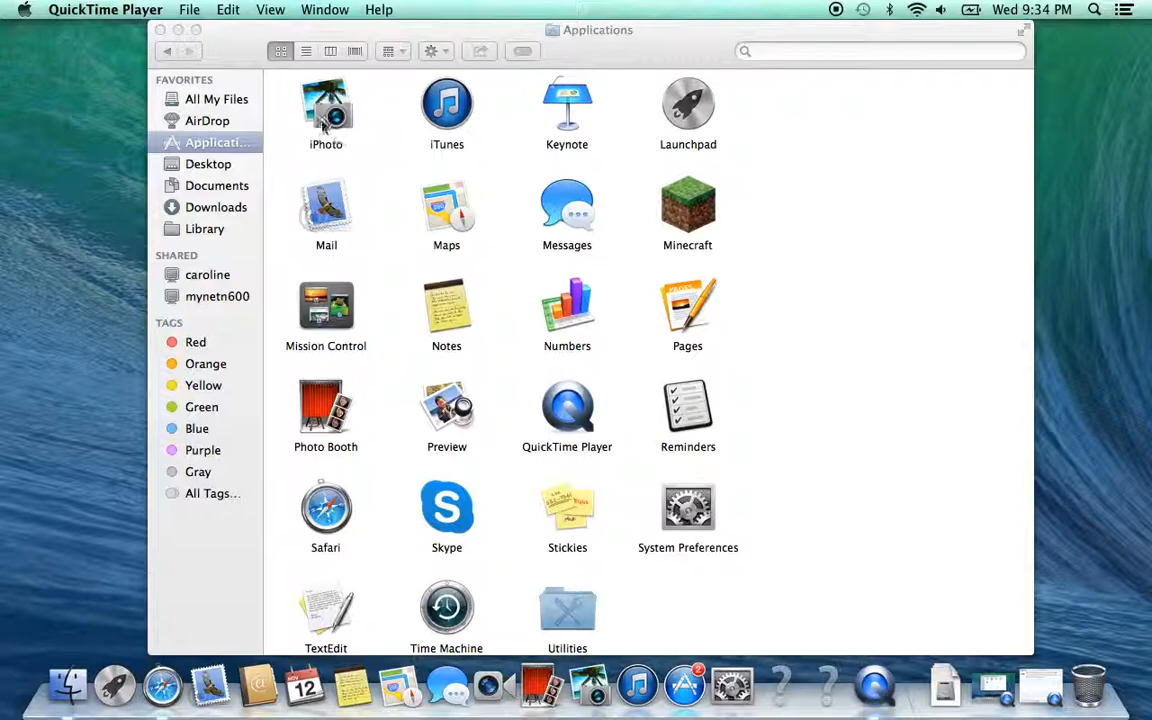 QuickTime Player File Edit View Window Help Wed 9:34 PM
Applications
FAVORITES
All My Files
AirDrop
Applicati...
Desktop
Documents
Downloads
Library
SHARED
caroline
mynetn600
TAGS
Red
Orange
Yellow
Green
Blue
Purple
Gray
All Tags...
iPhoto iTunes Keynote Launchpad
Mail Maps Messages Minecraft
Mission Control Notes Numbers Pages
Photo Booth Preview QuickTime Player Reminders
Safari Skype Stickies System Preferences
TextEdit Time Machine Utilities
NOV
12
2